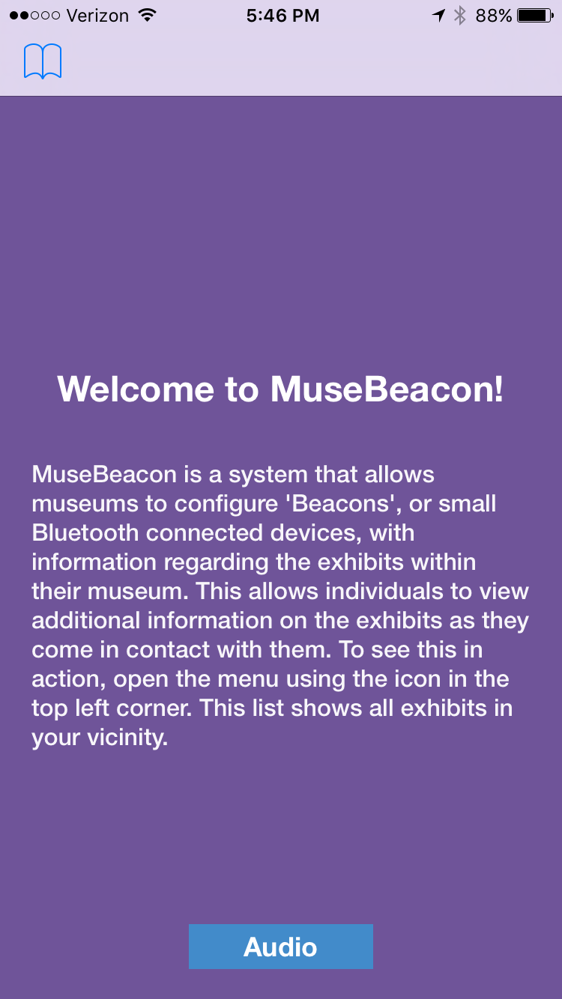 Verizon 5:46 PM 88%
Welcome to MuseBeacon!
MuseBeacon is a system that allows
museums to configure 'Beacons', or small
Bluetooth connected devices, with
information regarding the exhibits within
their museum. This allows individuals to view
additional information on the exhibits as they
come in contact with them. To see this in
action, open the menu using the icon in the
top left corner. This list shows all exhibits in
your vicinity.
Audio